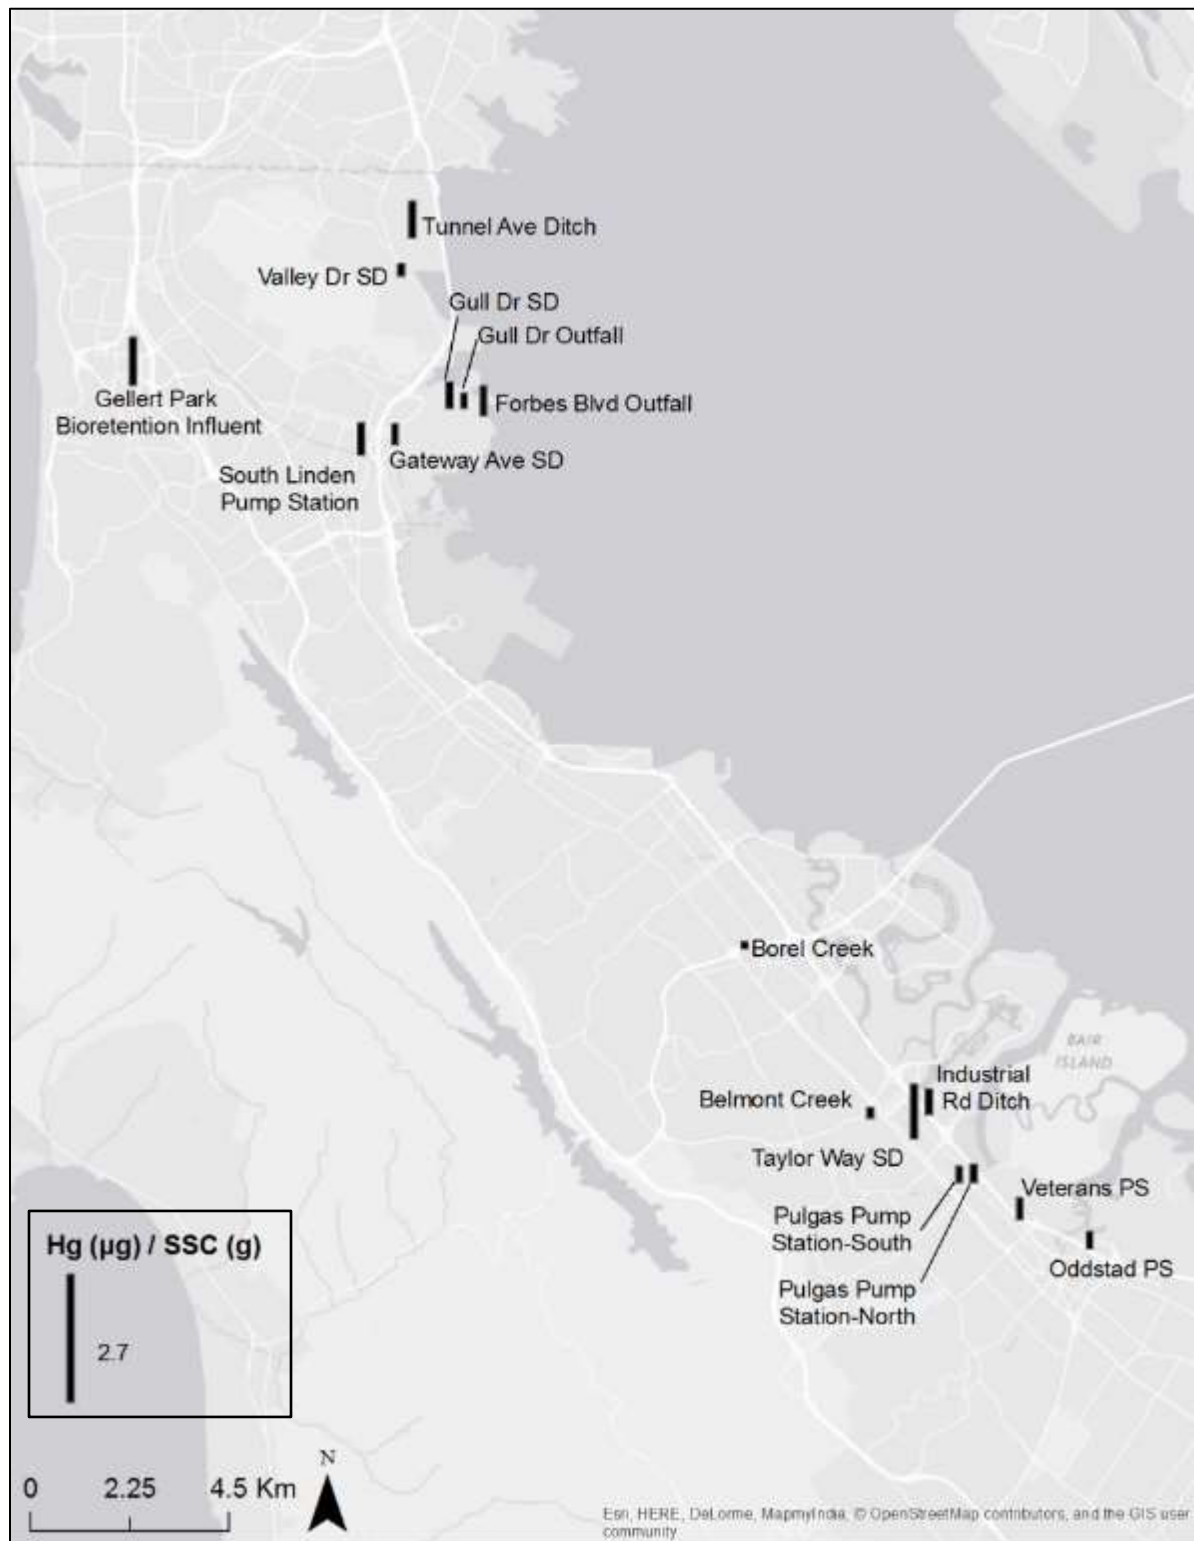 Tunnel Ave Ditch
Valley Dr SD
Gull Dr SD
Gull Dr Outfall
Gellert Park
Bioretention Influent
Forbes Blvd Outfall
Gateway Ave SD
South Linden
Pump Station
Borel Creek
BAIR
ISLAND
Industrial
Rd Ditch
Belmont Creek
Taylor Way SD
Veterans PS
Pulgas Pump
Station-South
Oddstad PS
Pulgas Pump
Station-North
Hg (µg) / SSC (g)
2.7
N
0 2.25 4.5 Km
Esri, HERE, DeLorme, MapmyIndia, © OpenStreetMap contributors, and the GIS user
community